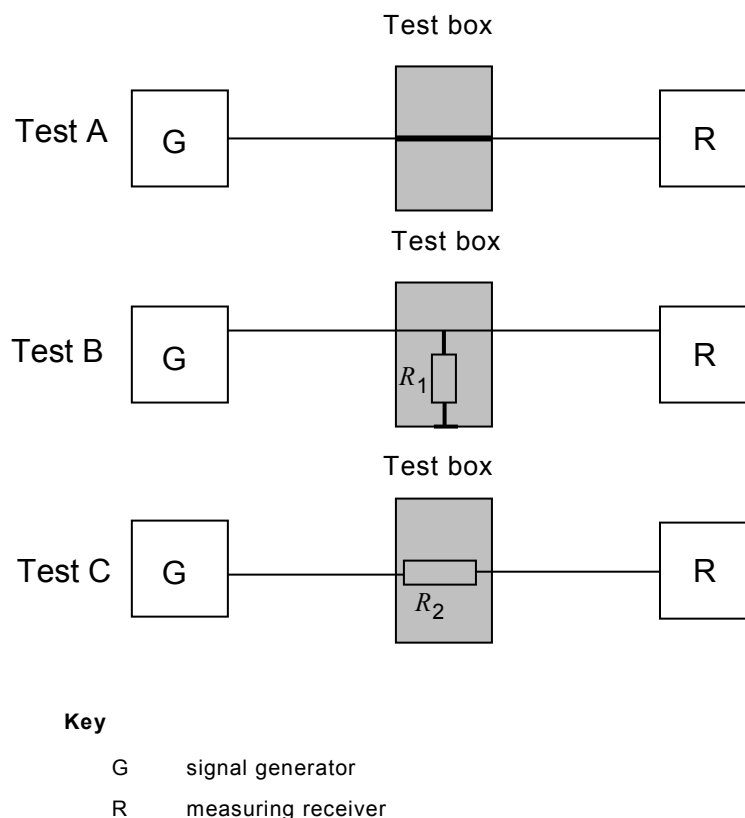 Test box
Test A G R
Test box
Test B G R1 R
Test box
Test C G R2 R
Key
G signal generator
R measuring receiver